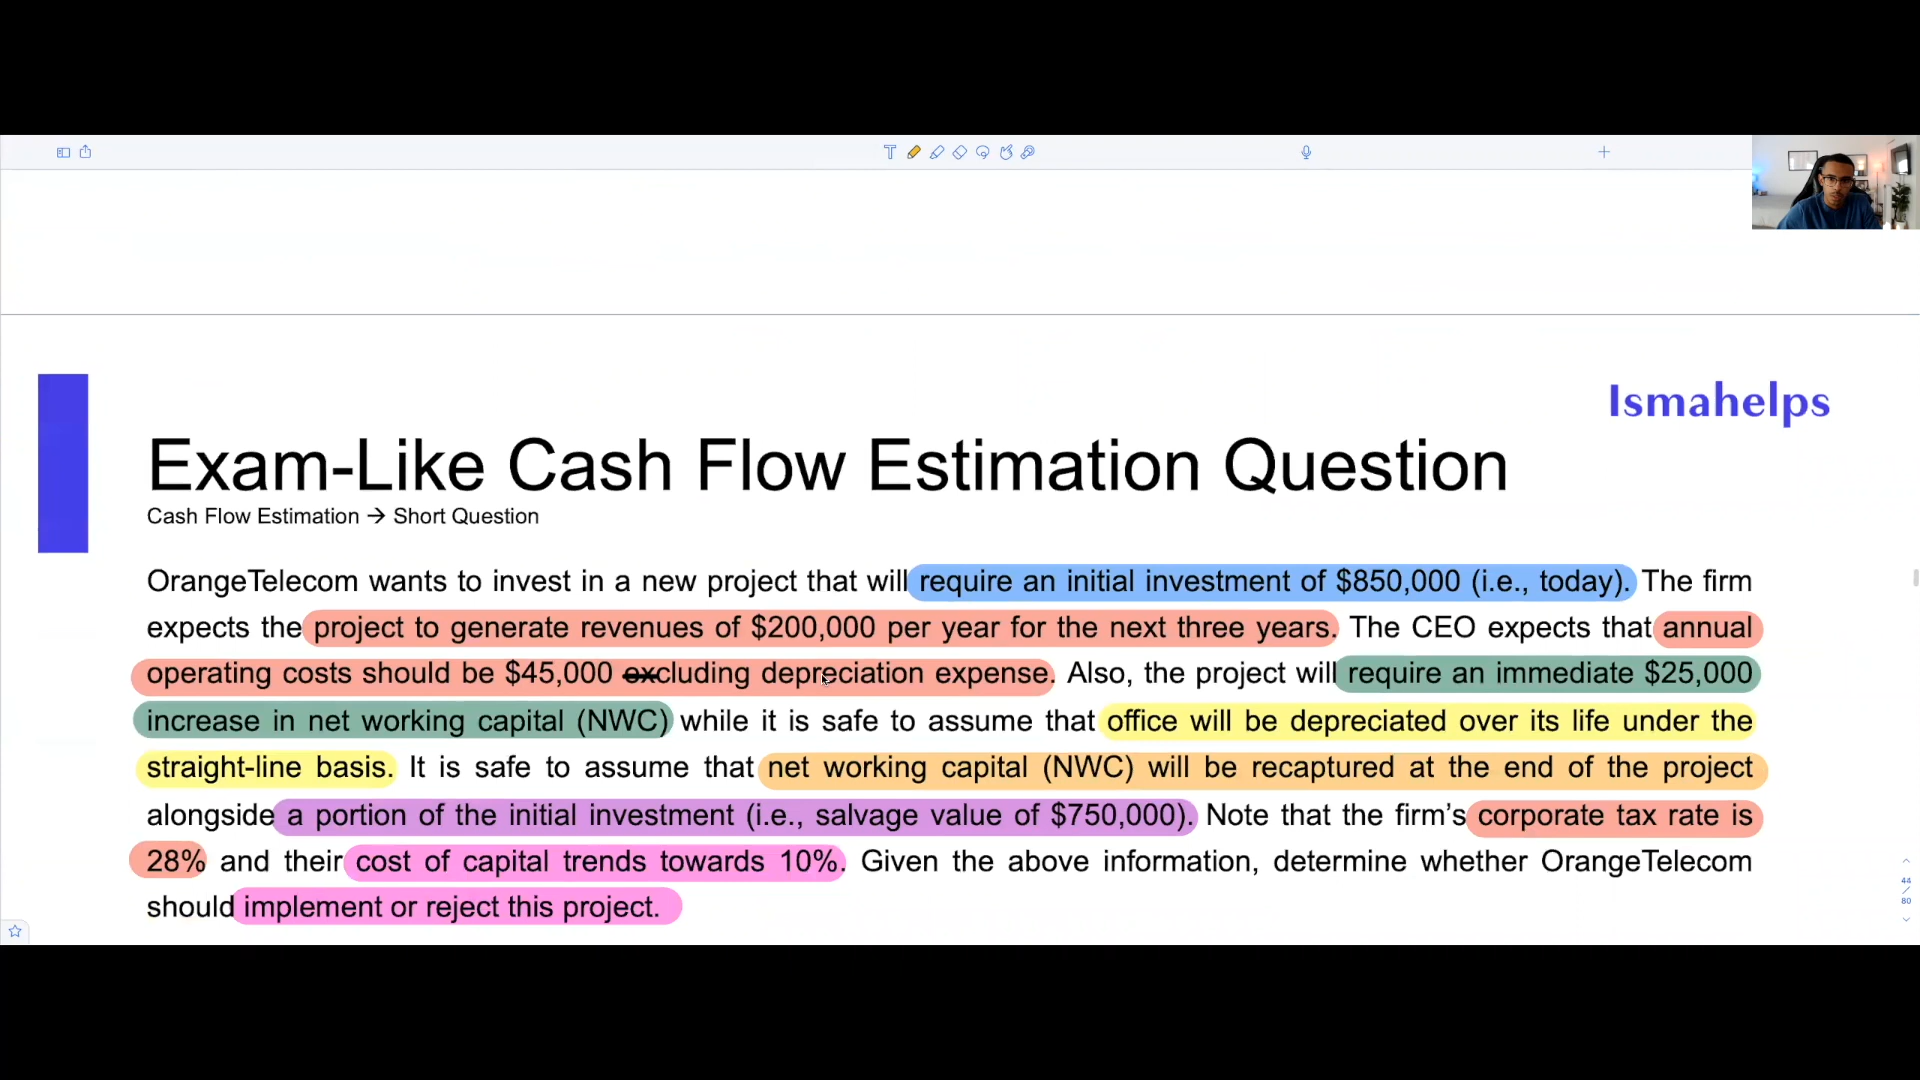 Ismahelps
Exam-Like Cash Flow Estimation Question
Cash Flow Estimation → Short Question
OrangeTelecom wants to invest in a new project that will require an initial investment of $850,000 (i.e., today). The firm
expects the project to generate revenues of $200,000 per year for the next three years. The CEO expects that annual
operating costs should be $45,000 excluding depreciation expense. Also, the project will require an immediate $25,000
increase in net working capital (NWC) while it is safe to assume that office will be depreciated over its life under the
straight-line basis. It is safe to assume that net working capital (NWC) will be recaptured at the end of the project
alongside a portion of the initial investment (i.e., salvage value of $750,000). Note that the firm's corporate tax rate is
28% and their cost of capital trends towards 10%. Given the above information, determine whether OrangeTelecom
should implement or reject this project.
44
/
80